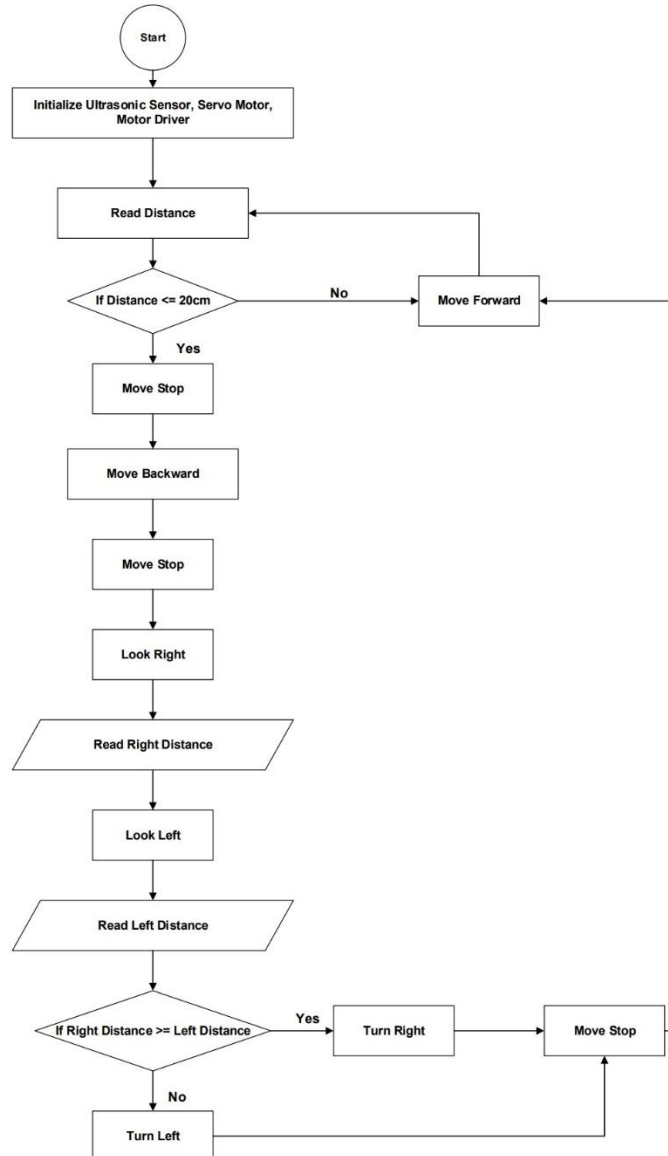 Start
Initialize Ultrasonic Sensor, Servo Motor,
Motor Driver
Read Distance
If Distance <= 20cm
No
Move Forward
Yes
Move Stop
Move Backward
Move Stop
Look Right
Read Right Distance
Look Left
Read Left Distance
If Right Distance >= Left Distance
Yes
Turn Right
Move Stop
No
Turn Left